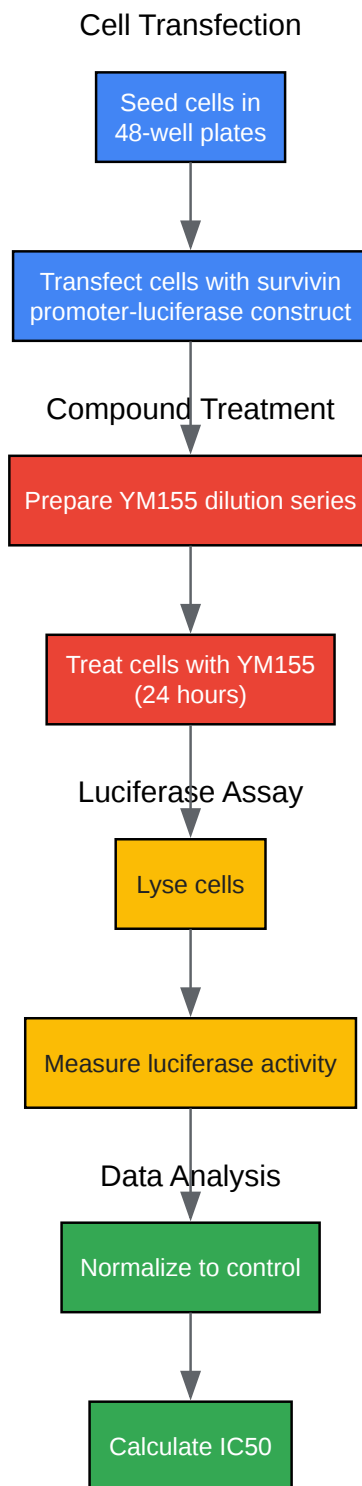 Cell Transfection
Seed cells in
48-well plates
Transfect cells with survivin
promoter-luciferase construct
Compound Treatment
Prepare YM155 dilution series
Treat cells with YM155
(24 hours)
Luciferase Assay
Lyse cells
Measure luciferase activity
Data Analysis
Normalize to control
Calculate IC50